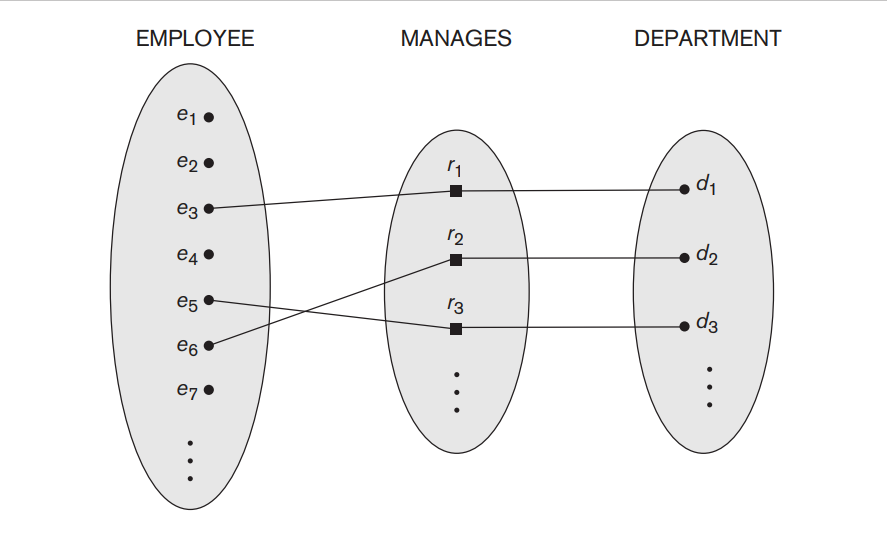 EMPLOYEE MANAGES DEPARTMENT
e1
e2
e3
e4
e5
e6
e7
r1
r2
r3
d1
d2
d3